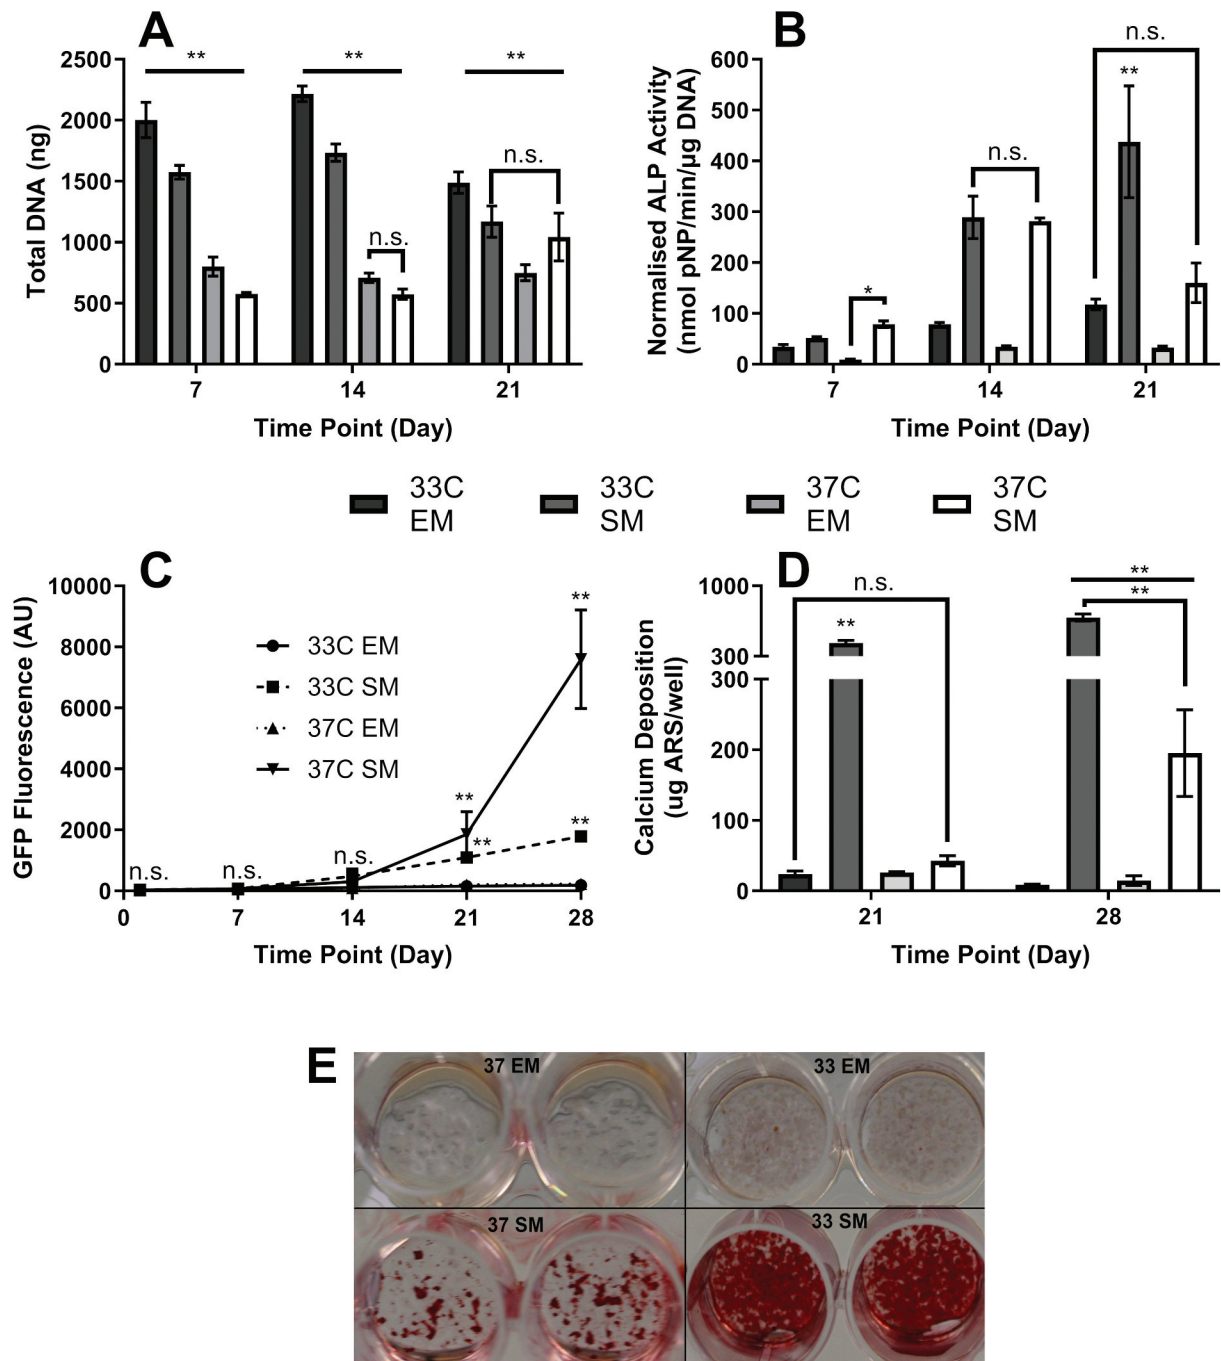 A
**
**
**
2500
2000
1500
1000
500
0
Total DNA (ng)
n.s.
n.s.
7
14
21
Time Point (Day)
B
n.s.
**
n.s.
*
600
500
400
300
200
100
0
Normalised ALP Activity
(nmol pNP/min/µg DNA)
7
14
21
Time Point (Day)
33C
EM
33C
SM
37C
EM
37C
SM
C
10000
8000
6000
4000
2000
0
GFP Fluorescence (AU)
33C EM
33C SM
37C EM
37C SM
n.s.
n.s.
n.s.
**
**
**
**
0
7
14
21
28
Time Point (Day)
D
n.s.
**
**
**
1000
300
300
200
100
0
Calcium Deposition
(ug ARS/well)
21
28
Time Point (Day)
E
37 EM
33 EM
37 SM
33 SM